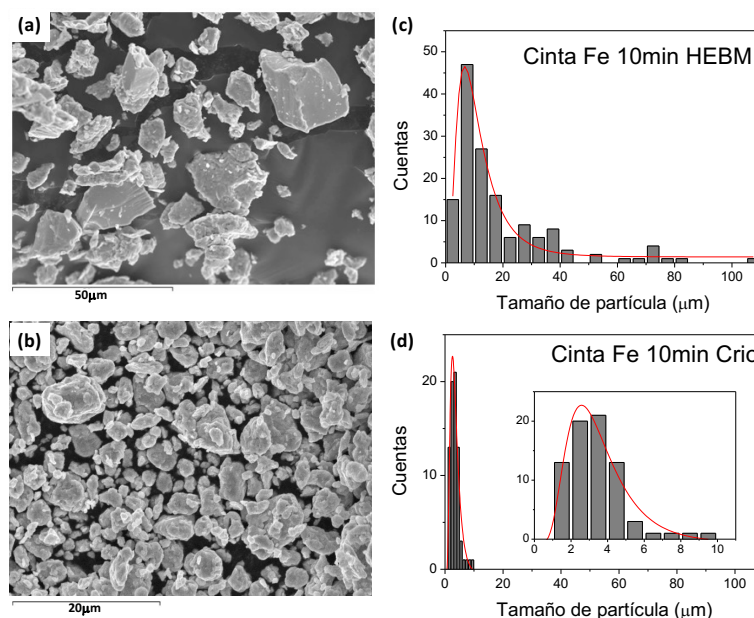 (a)
50µm
(b)
20µm
(c)
Cinta Fe 10min HEBM
Cuentas
50
40
30
20
10
0
0 20 40 60 80 100
Tamaño de partícula (µm)
(d)
Cinta Fe 10min Crio
Cuentas
20
10
0
20
10
0
0 2 4 6 8 10
0 20 40 60 80 100
Tamaño de partícula (µm)